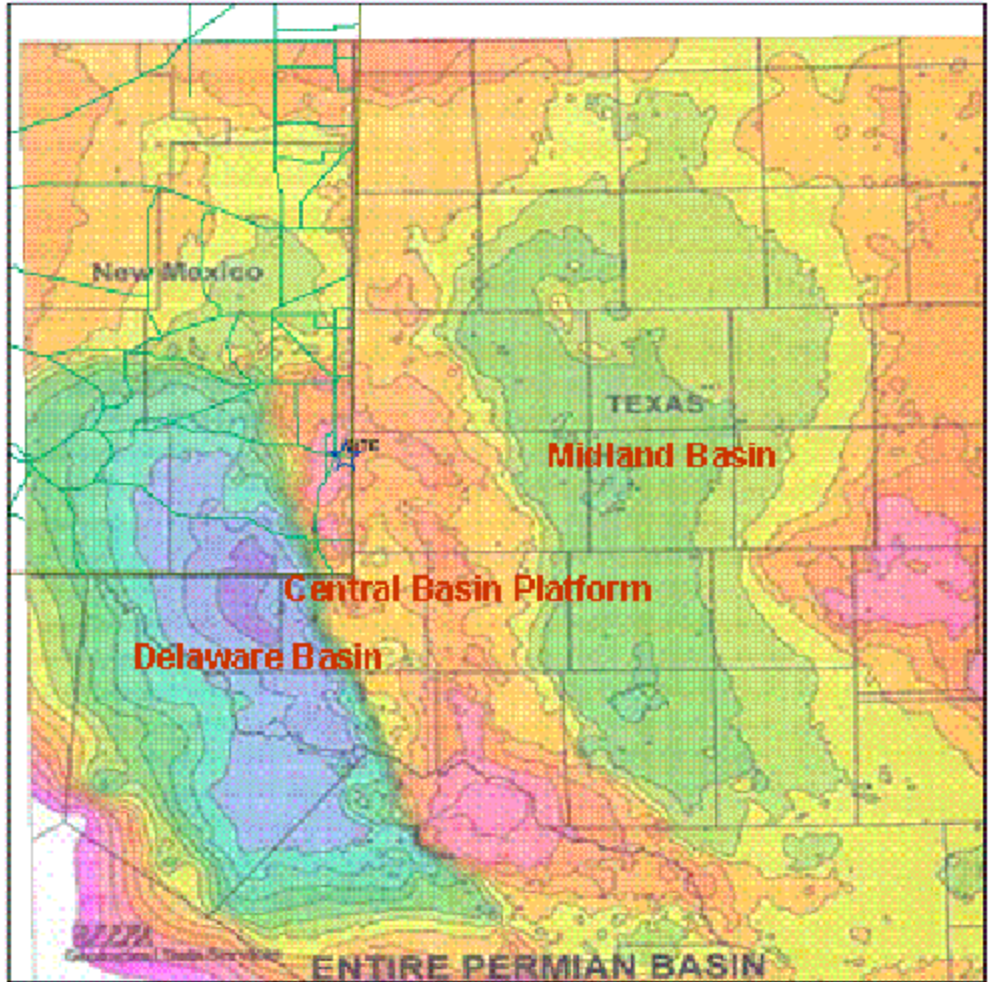 New Mexico
TEXAS
Midland Basin
Central Basin Platform
Delaware Basin
ENTIRE PERMIAN BASIN